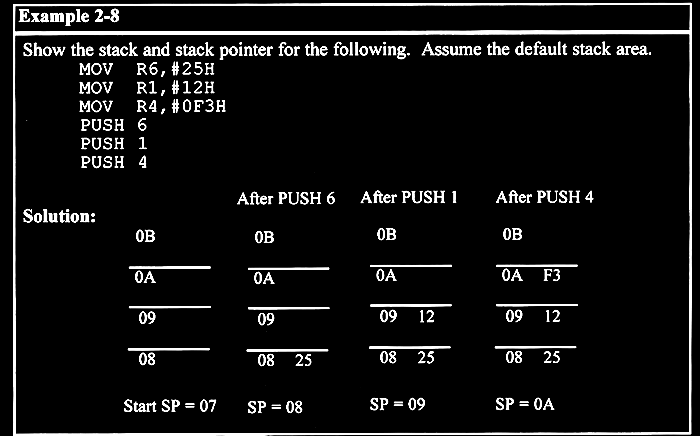 Example 2-8
Show the stack and stack pointer for the following. Assume the default stack area.
MOV R6,#25H
MOV R1,#12H
MOV R4,#0F3H
PUSH 6
PUSH 1
PUSH 4
After PUSH 6 After PUSH 1 After PUSH 4
Solution:
0B 0B 0B 0B
0A 0A 0A 0A F3
09 09 09 12 09 12
08 08 25 08 25 08 25
Start SP = 07 SP = 08 SP = 09 SP = 0A